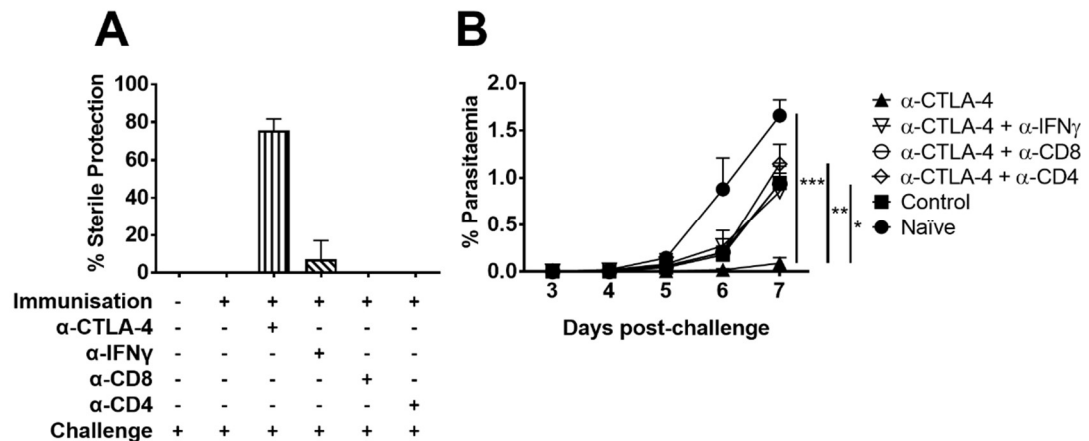 A
% Sterile Protection
100
80
60
40
20
0
Immunisation - + + + + +
α-CTLA-4 - - + - - -
α-IFNγ - - - + - -
α-CD8 - - - - + -
α-CD4 - - - - - +
Challenge + + + + + +
B
% Parasitaemia
2.0
1.5
1.0
0.5
0.0
3 4 5 6 7
Days post-challenge
***
**
*
α-CTLA-4
α-CTLA-4 + α-IFNγ
α-CTLA-4 + α-CD8
α-CTLA-4 + α-CD4
Control
Naïve